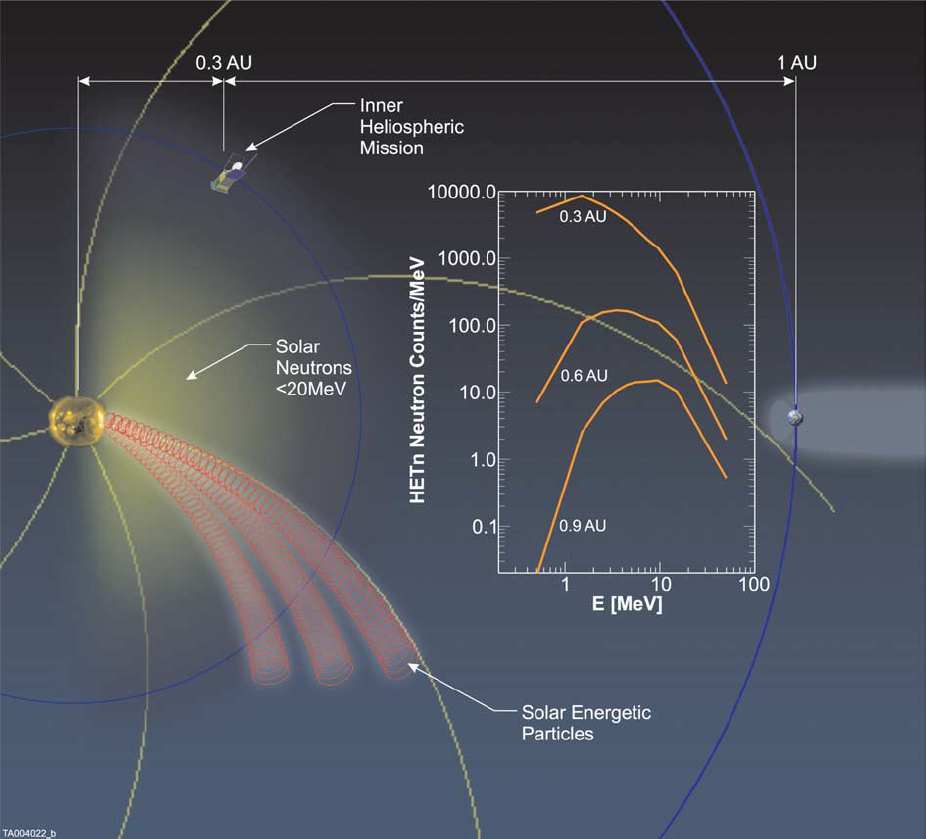 0.3 AU
1 AU
Inner
Heliospheric
Mission
Solar
Neutrons
<20MeV
HETn Neutron Counts/MeV
10000.0
1000.0
100.0
10.0
1.0
0.1
0.3 AU
0.6 AU
0.9 AU
1
10
100
E [MeV]
Solar Energetic
Particles
TA004022_b